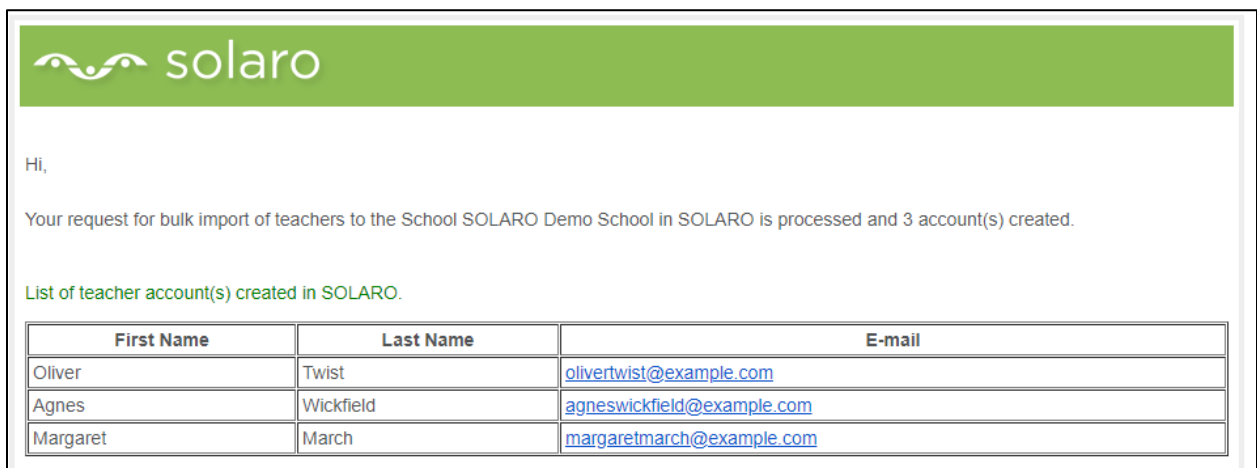 solaro
Hi,
Your request for bulk import of teachers to the School SOLARO Demo School in SOLARO is processed and 3 account(s) created.
List of teacher account(s) created in SOLARO.
First Name Last Name E-mail
Oliver Twist olivertwist@example.com
Agnes Wickfield agneswickfield@example.com
Margaret March margaretmarch@example.com